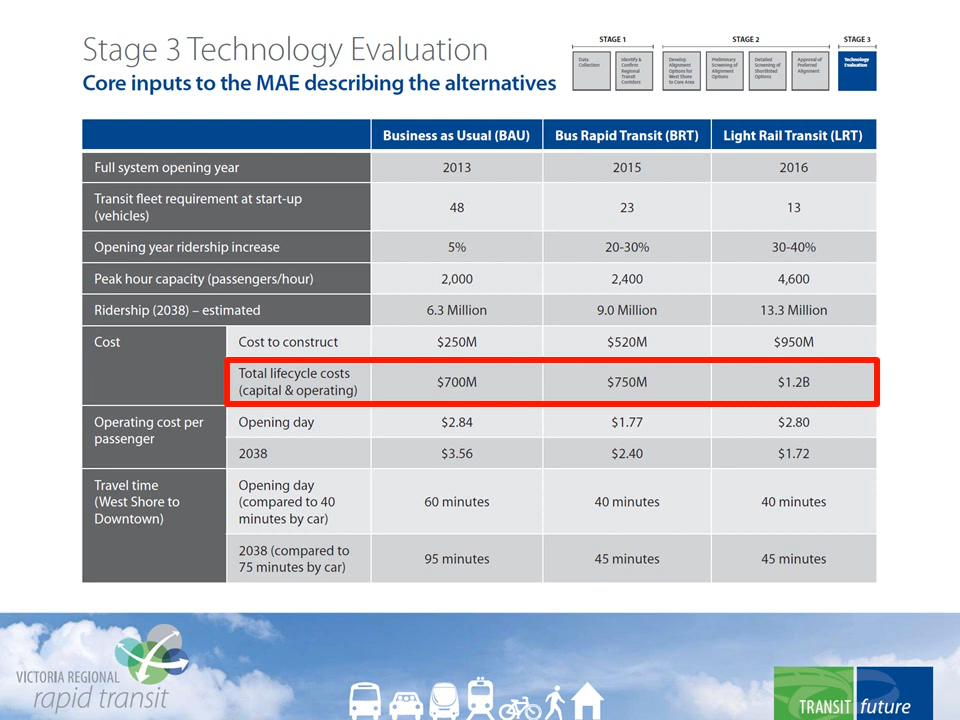 Stage 3 Technology Evaluation
Core inputs to the MAE describing the alternatives
STAGE 1
STAGE 2
STAGE 3
Data
Collection
Identify &
Confirm
Regional
Transit
Corridors
Develop
Alignment
Options for
West Shore
to Core Area
Preliminary
Screening of
Alignment
Options
Detailed
Screening of
Shortlisted
Options
Approval of
Preferred
Alignment
Technology
Evaluation
Business as Usual (BAU) Bus Rapid Transit (BRT) Light Rail Transit (LRT)
Full system opening year 2013 2015 2016
Transit fleet requirement at start-up
(vehicles) 48 23 13
Opening year ridership increase 5% 20-30% 30-40%
Peak hour capacity (passengers/hour) 2,000 2,400 4,600
Ridership (2038) – estimated 6.3 Million 9.0 Million 13.3 Million
Cost Cost to construct $250M $520M $950M
Total lifecycle costs
(capital & operating) $700M $750M $1.2B
Operating cost per
passenger
Opening day $2.84 $1.77 $2.80
2038 $3.56 $2.40 $1.72
Travel time
(West Shore to
Downtown)
Opening day
(compared to 40
minutes by car)
60 minutes 40 minutes 40 minutes
2038 (compared to
75 minutes by car)
95 minutes 45 minutes 45 minutes
VICTORIA REGIONAL
rapid transit
TRANSIT future